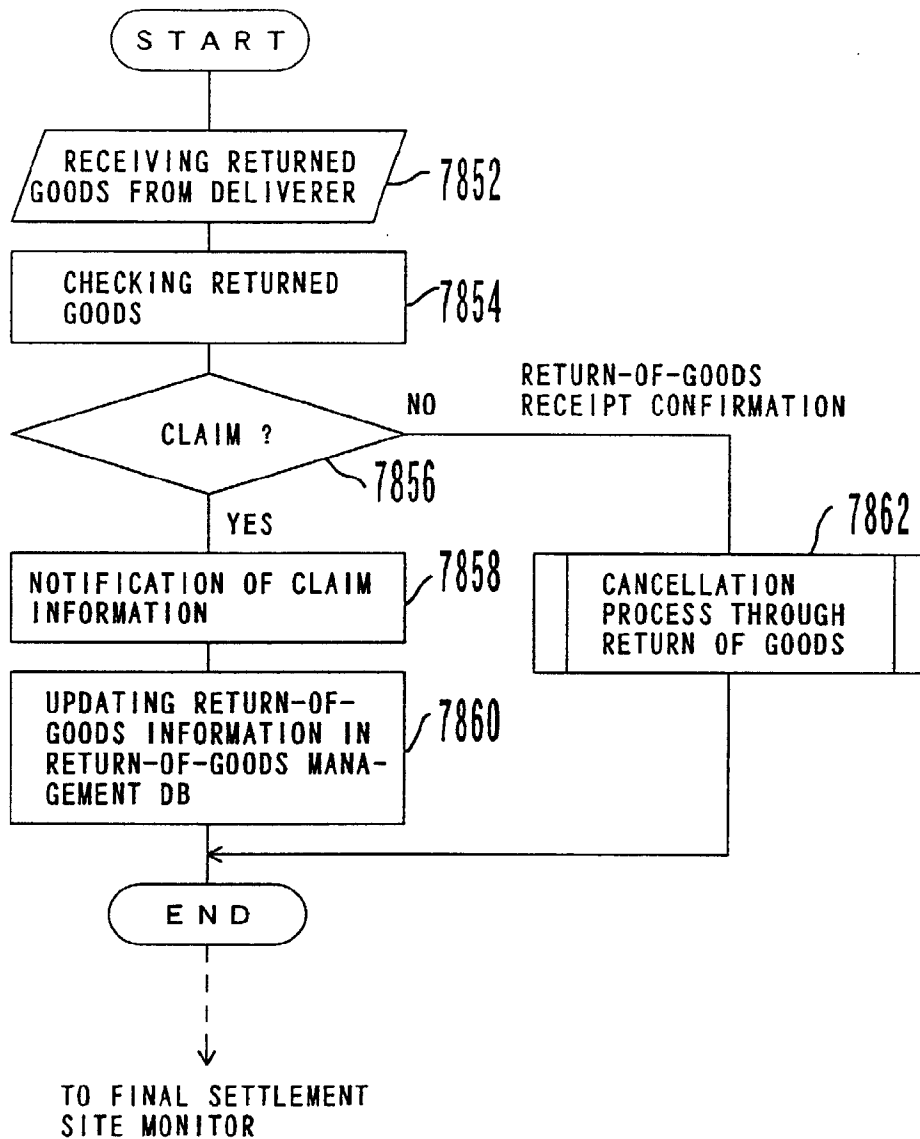 START
RECEIVING RETURNED
GOODS FROM DELIVERER
7852
CHECKING RETURNED
GOODS
7854
CLAIM ?
7856
NO
RETURN-OF-GOODS
RECEIPT CONFIRMATION
YES
7862
CANCELLATION
PROCESS THROUGH
RETURN OF GOODS
NOTIFICATION OF CLAIM
INFORMATION
7858
UPDATING RETURN-OF-
GOODS INFORMATION IN
RETURN-OF-GOODS MANA-
GEMENT DB
7860
END
TO FINAL SETTLEMENT
SITE MONITOR